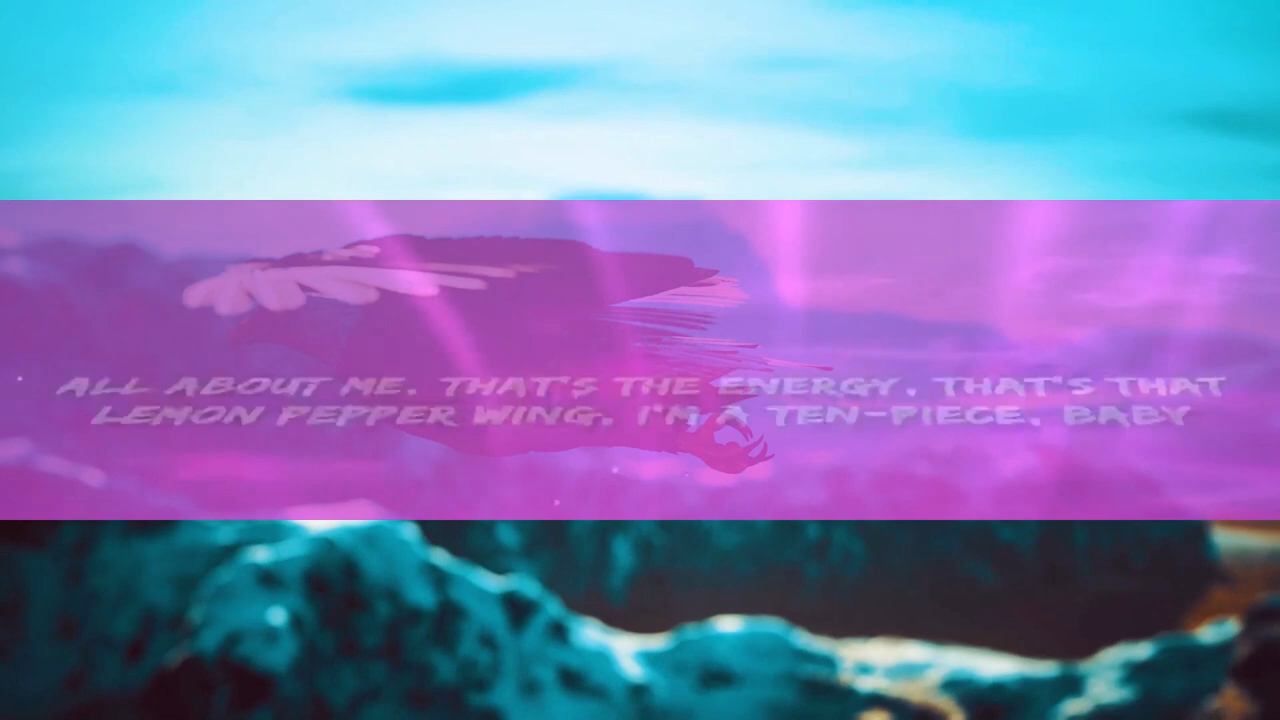 ALL ABOUT ME. THAT'S THE ENERGY. THAT'S THAT
LEMON PEPPER WING. I'M A TEN-PIECE. BABY